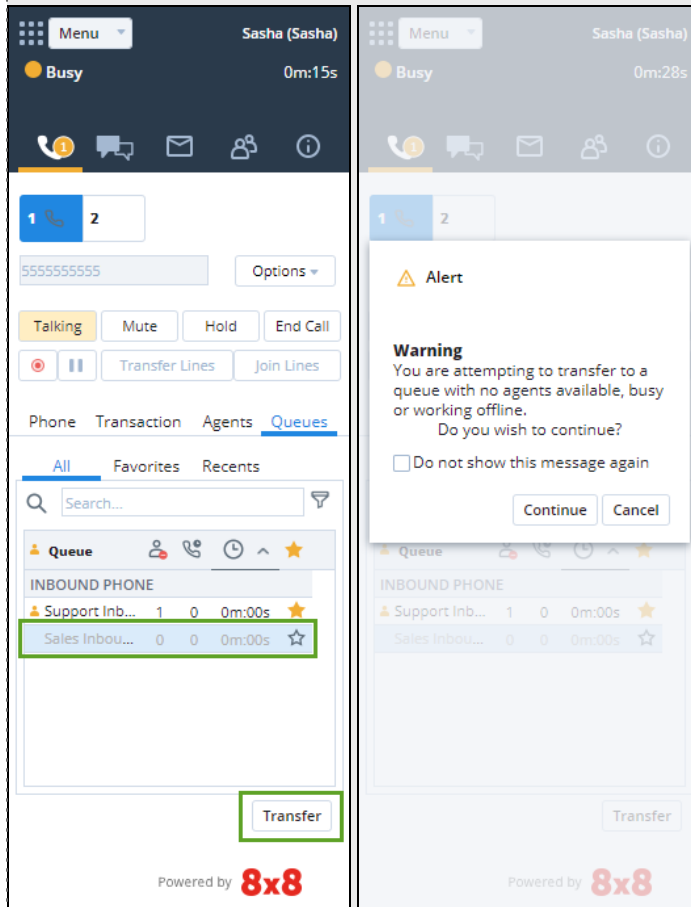 Menu
Sasha (Sasha)
Busy
0m:15s
1
1
2
5555555555
Options
Talking
Mute
Hold
End Call
Transfer Lines
Join Lines
Phone
Transaction
Agents
Queues
All
Favorites
Recents
Search...
Queue
INBOUND PHONE
Support Inb... 1 0 0m:00s
Sales Inbou... 0 0 0m:00s
Transfer
Powered by 8x8
Menu
Sasha (Sasha)
Busy
0m:28s
1
1
2
Alert
Warning
You are attempting to transfer to a
queue with no agents available, busy
or working offline.
Do you wish to continue?
Do not show this message again
Continue
Cancel
Queue
INBOUND PHONE
Support Inb... 1 0 0m:00s
Sales Inbou... 0 0 0m:00s
Transfer
Powered by 8x8